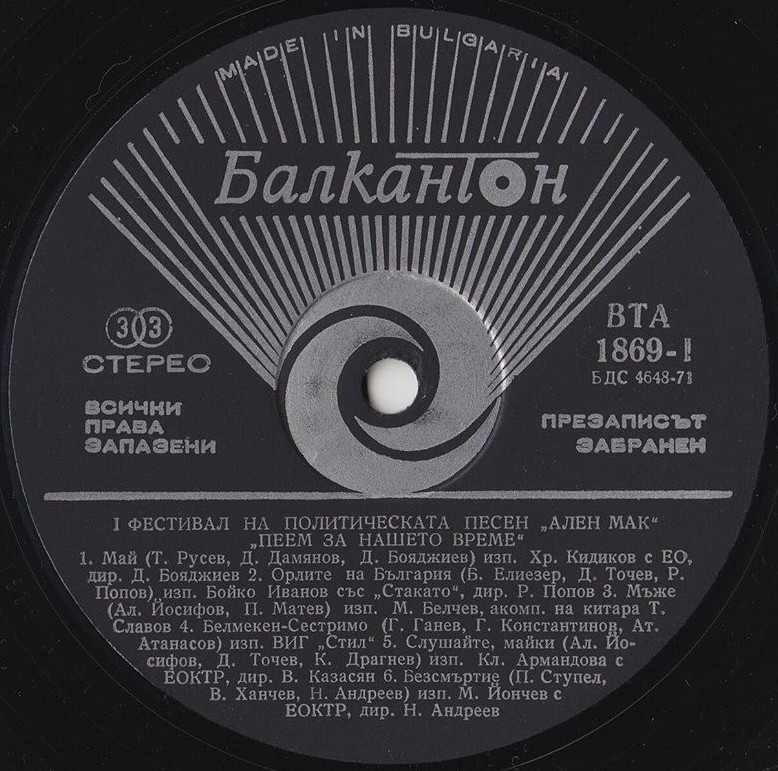 MADE IN BULGARIA
Балкантон
33
СТЕРЕО
ВСИЧКИ
ПРАВА
ЗАПАЗЕНИ
ВТА
1869-I
БДС 4648-71
ПРЕЗАПИСЪТ
ЗАБРАНЕН
I ФЕСТИВАЛ НА ПОЛИТИЧЕСКАТА ПЕСЕН „АЛЕН МАК“
„ПЕЕМ ЗА НАШЕТО ВРЕМЕ“
1. Май (Т. Русев, Д. Дамянов, Д. Бояджиев) изп. Хр. Кидиков с ЕО,
дир. Д. Бояджиев 2. Орлите на България (Б. Елиезер, Д. Точев, Р.
Попов) изп. Бойко Иванов със „Стакато“, дир. Р. Попов 3. Мъже
(Ал. Йосифов, П. Матев) изп. М. Белчев, акомп. на китара Т.
Славов 4. Белмекен-Сестримо (Г. Ганев, Г. Константинов, Ат.
Атанасов) изп. ВИГ „Стил“ 5. Слушайте, майки (Ал. Йо-
сифов, Д. Точев, К. Драгнев) изп. Кл. Армандова с
ЕОКТР, дир. В. Казасян 6. Безсмъртие (П. Ступел,
В. Ханчев, Н. Андреев) изп. М. Йончев с
ЕОКТР, дир. Н. Андреев